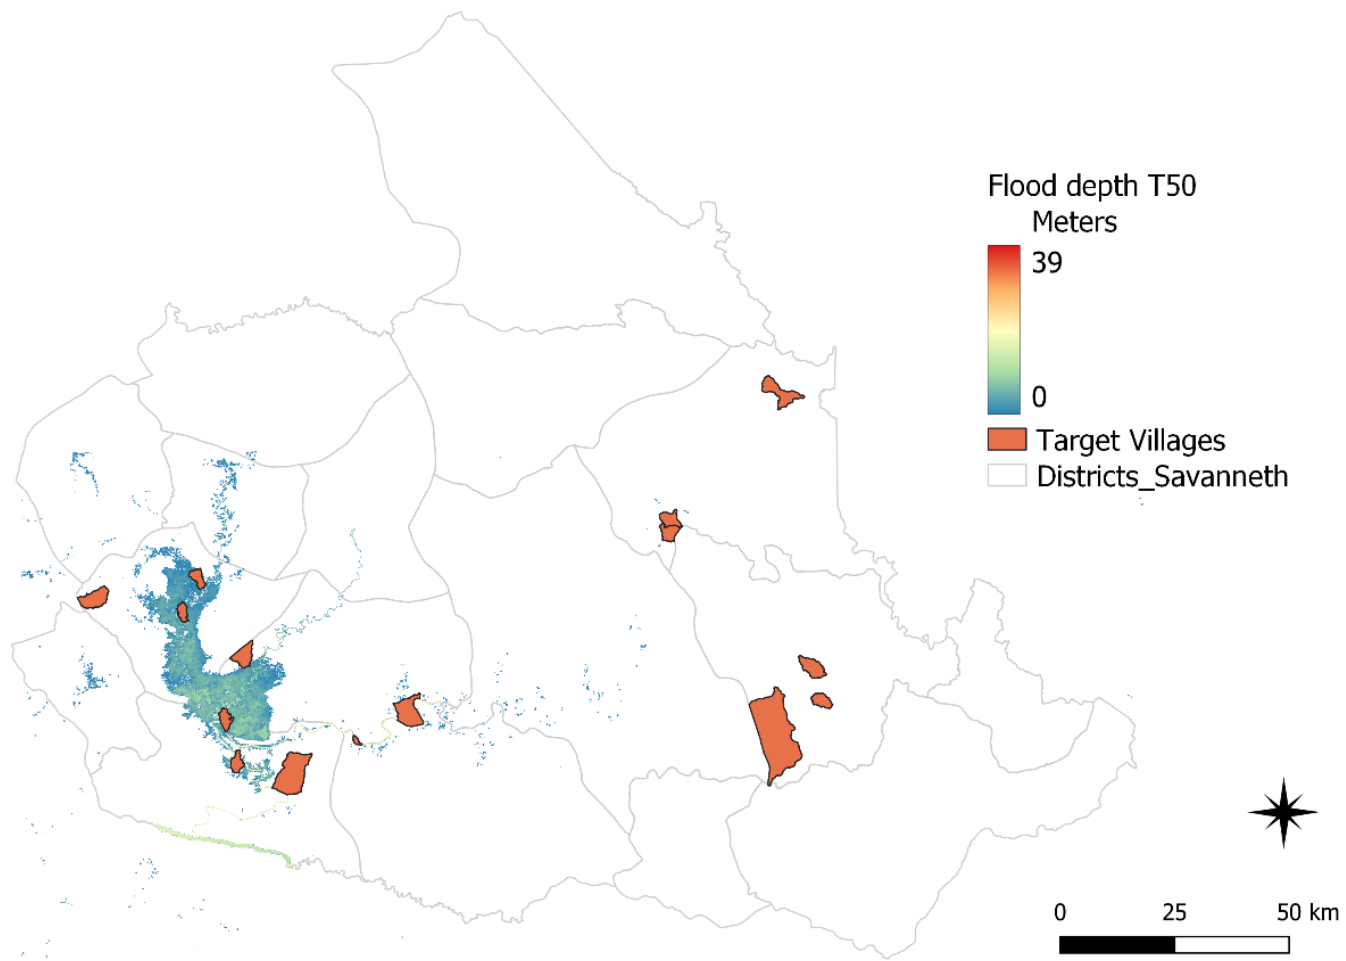 Flood depth T50
Meters
39
0
Target Villages
Districts_Savanneth
0 25 50 km